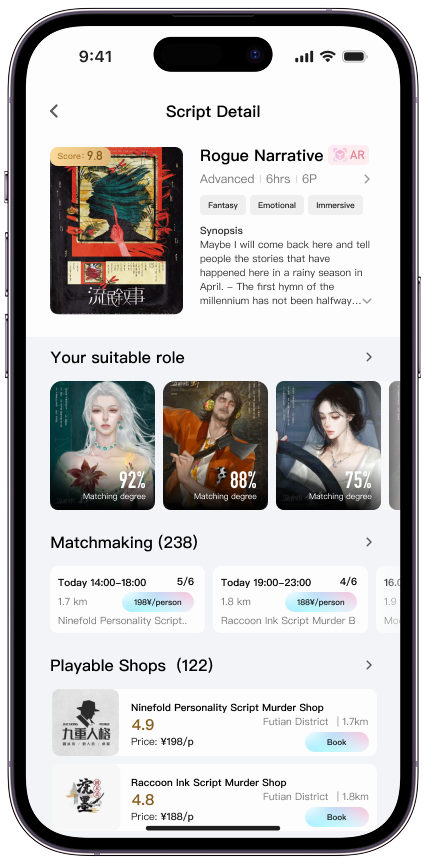 9:41
Script Detail
Score: 9.8
流氓叙事
Rogue Narrative
AR
Advanced | 6hrs | 6P
Fantasy
Emotional
Immersive
Synopsis
Maybe I will come back here and tell
people the stories that have
happened here in a rainy season in
April. – The first hymn of the
millennium has not been halfway...
Your suitable role
92%
Matching degree
88%
Matching degree
75%
Matching degree
Matchmaking (238)
Today 14:00–18:00
5/6
1.7 km
198¥/person
Ninefold Personality Script..
Today 19:00–23:00
4/6
1.8 km
188¥/person
Raccoon Ink Script Murder B
16.0
1.9
Mo
Playable Shops (122)
九重人格
Ninefold Personality Script Murder Shop
4.9
Futian District | 1.7km
Price: ¥198/p
Book
浣墨
Raccoon Ink Script Murder Shop
4.8
Futian District | 1.8km
Price: ¥188/p
Book